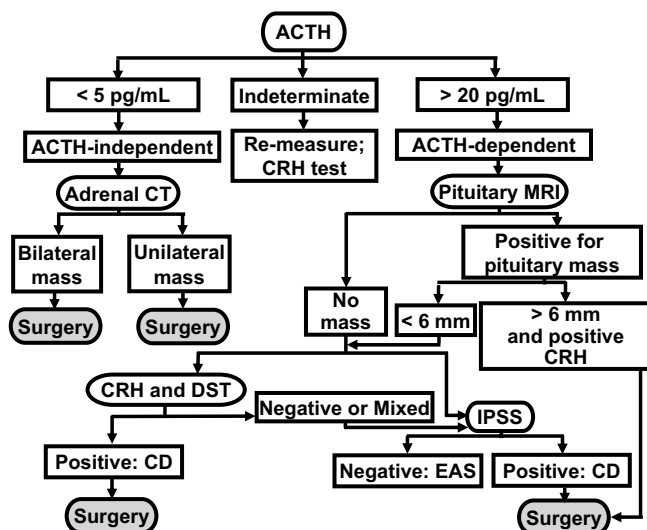 ACTH
< 5 pg/mL
Indeterminate
> 20 pg/mL
ACTH-independent
Re-measure;
CRH test
ACTH-dependent
Adrenal CT
Pituitary MRI
Bilateral
mass
Unilateral
mass
Positive for
pituitary mass
Surgery
Surgery
No
mass
< 6 mm
> 6 mm
and positive
CRH
CRH and DST
Negative or Mixed
IPSS
Positive: CD
Negative: EAS
Positive: CD
Surgery
Surgery